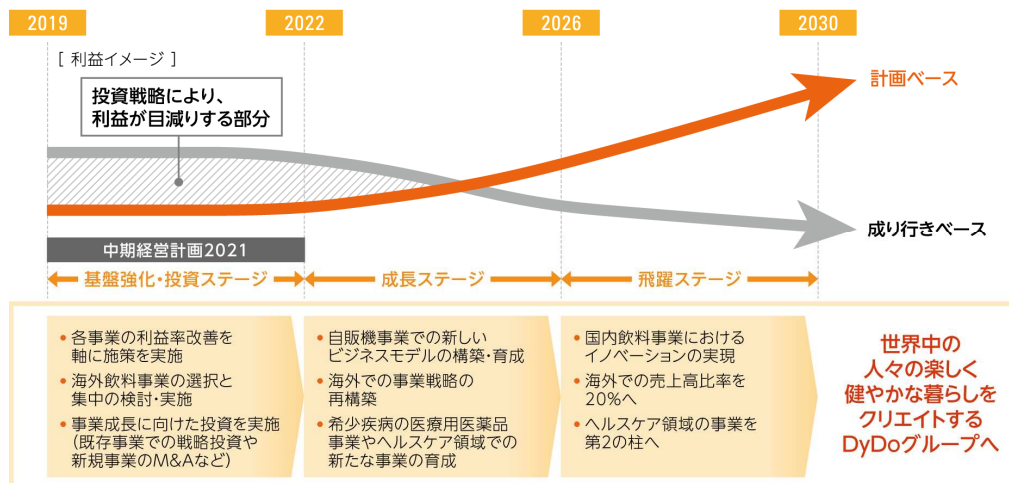 2019
2022
2026
2030
[ 利益イメージ ]
投資戦略により、
利益が目減りする部分
計画ベース
成り行きベース
中期経営計画2021
基盤強化・投資ステージ
成長ステージ
飛躍ステージ
• 各事業の利益率改善を
軸に施策を実施
• 海外飲料事業の選択と
集中の検討・実施
• 事業成長に向けた投資を実施
(既存事業での戦略投資や
新規事業のM&Aなど)
• 自販機事業での新しい
ビジネスモデルの構築・育成
• 海外での事業戦略の
再構築
• 希少疾病の医療用医薬品
事業やヘルスケア領域での
新たな事業の育成
• 国内飲料事業における
イノベーションの実現
• 海外での売上高比率を
20%へ
• ヘルスケア領域の事業を
第2の柱へ
世界中の
人々の楽しく
健やかな暮らしを
クリエイトする
DyDoグループへ